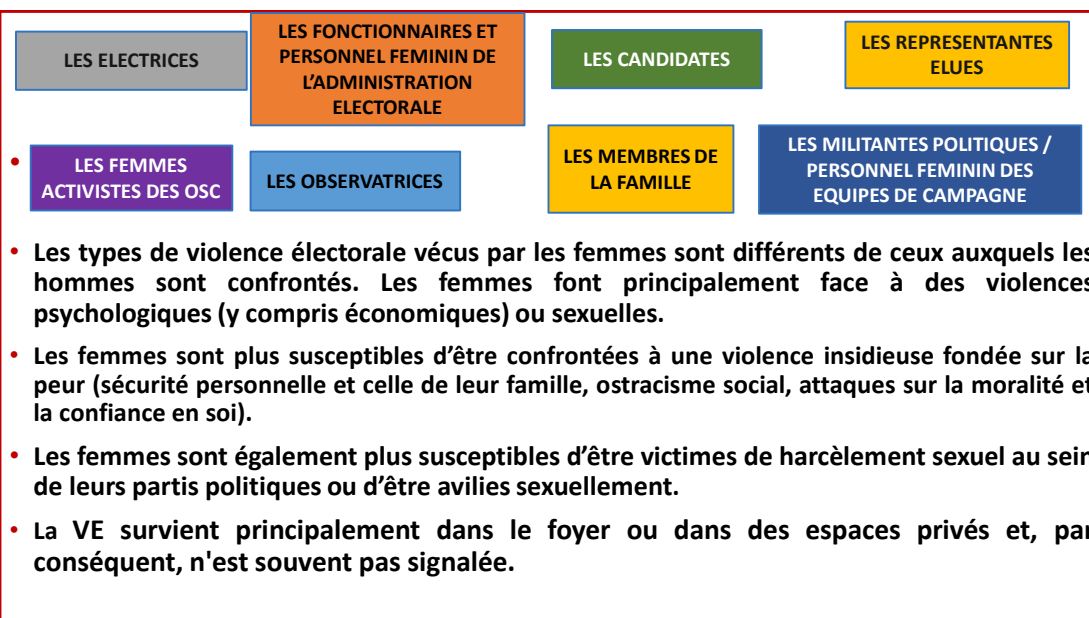 LES ELECTRICES
LES FONCTIONNAIRES ET
PERSONNEL FEMININ DE
L’ADMINISTRATION
ELECTORALE
LES CANDIDATES
LES REPRESENTANTES
ELUES
•
LES FEMMES
ACTIVISTES DES OSC
LES OBSERVATRICES
LES MEMBRES DE
LA FAMILLE
LES MILITANTES POLITIQUES /
PERSONNEL FEMININ DES
EQUIPES DE CAMPAGNE
• Les types de violence électorale vécus par les femmes sont différents de ceux auxquels les
hommes sont confrontés. Les femmes font principalement face à des violences
psychologiques (y compris économiques) ou sexuelles.
• Les femmes sont plus susceptibles d’être confrontées à une violence insidieuse fondée sur la
peur (sécurité personnelle et celle de leur famille, ostracisme social, attaques sur la moralité et
la confiance en soi).
• Les femmes sont également plus susceptibles d’être victimes de harcèlement sexuel au sein
de leurs partis politiques ou d’être avilies sexuellement.
• La VE survient principalement dans le foyer ou dans des espaces privés et, par
conséquent, n'est souvent pas signalée.